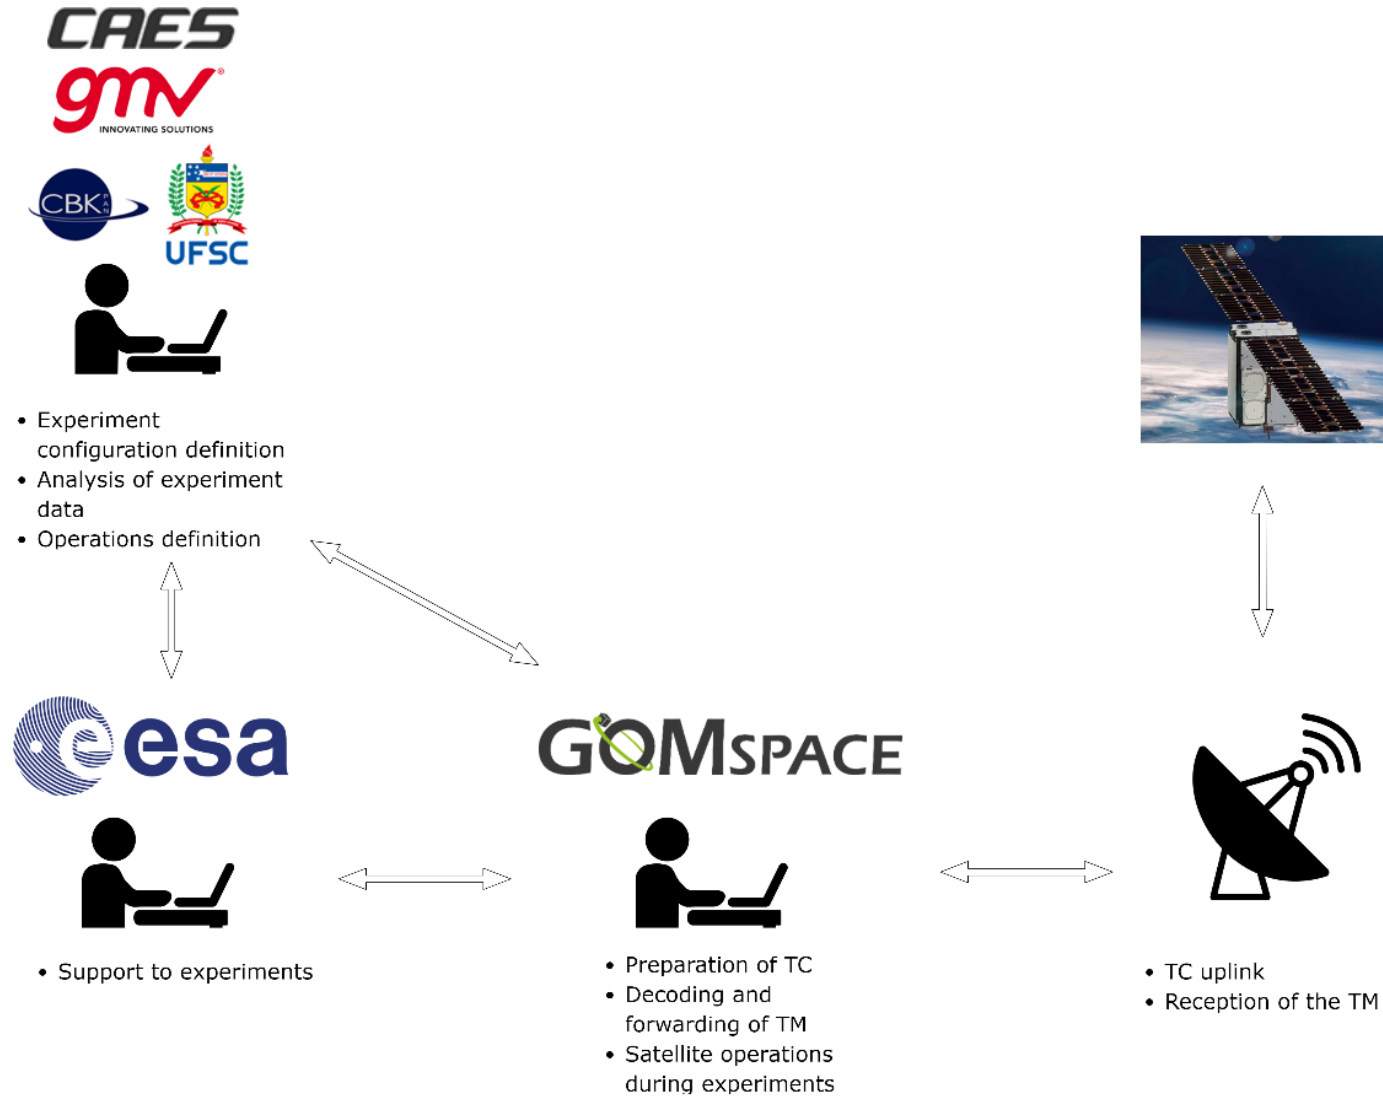 CAES
gmv®
INNOVATING SOLUTIONS
CBK PAN
UFSC
• Experiment
configuration definition
• Analysis of experiment
data
• Operations definition
esa
GOMSPACE
• Support to experiments
• Preparation of TC
• Decoding and
forwarding of TM
• Satellite operations
during experiments
• TC uplink
• Reception of the TM